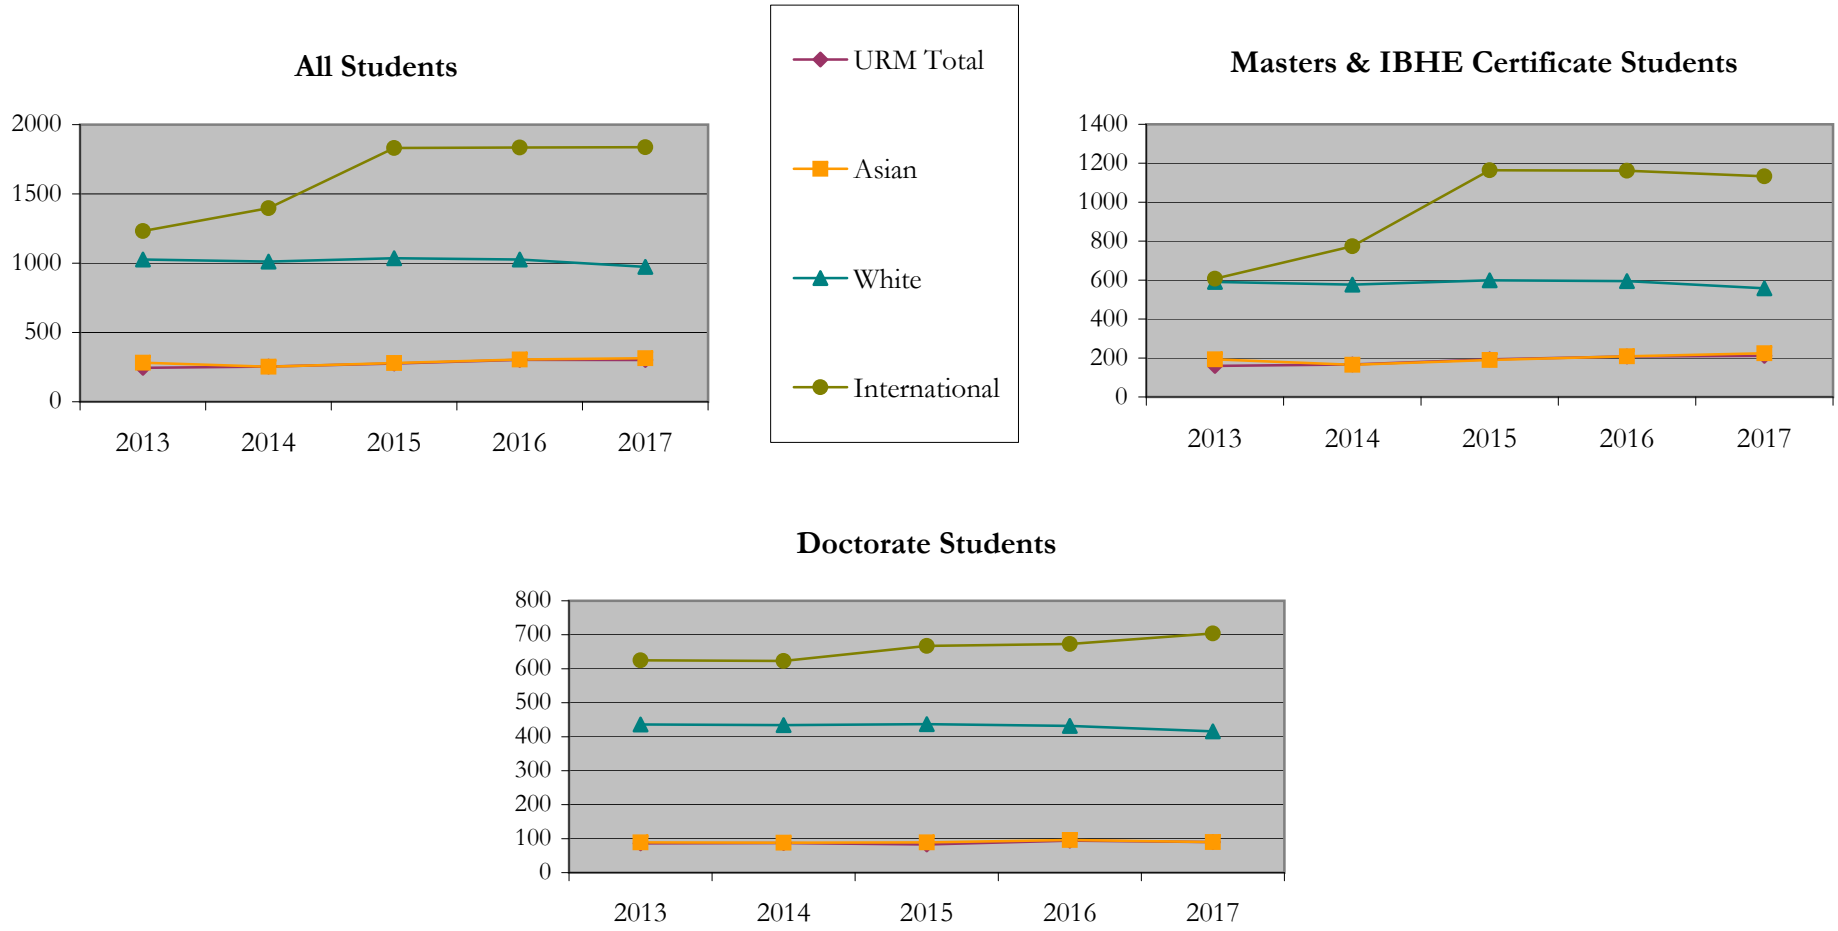 All Students
2000
1500
1000
500
0
2013 2014 2015 2016 2017
URM Total
Asian
White
International
Masters & IBHE Certificate Students
1400
1200
1000
800
600
400
200
0
2013 2014 2015 2016 2017
Doctorate Students
800
700
600
500
400
300
200
100
0
2013 2014 2015 2016 2017